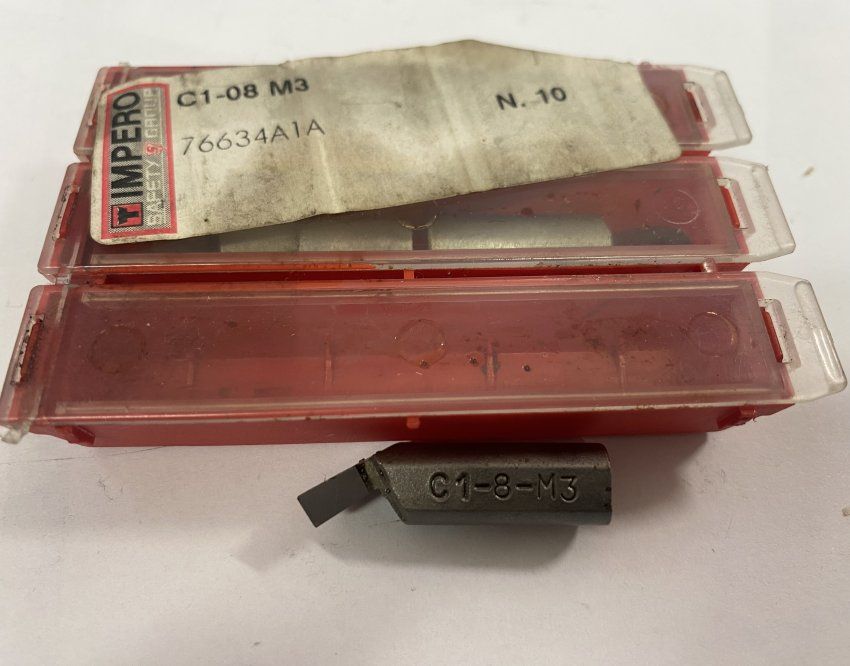 C1-08 M3
N. 10
76634A1A
IMPERO
SAFETY GROUP
C1-8-M3